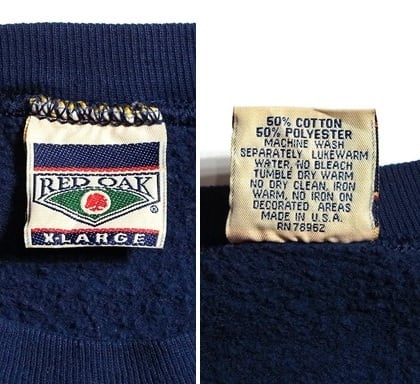 RED OAK
®
X-LARGE
50% COTTON
50% POLYESTER
MACHINE WASH
SEPARATELY LUKEWARM
WATER, NO BLEACH
TUMBLE DRY WARM
NO DRY CLEAN, IRON
WARM, NO IRON ON
DECORATED AREAS
MADE IN U.S.A.
RN78962